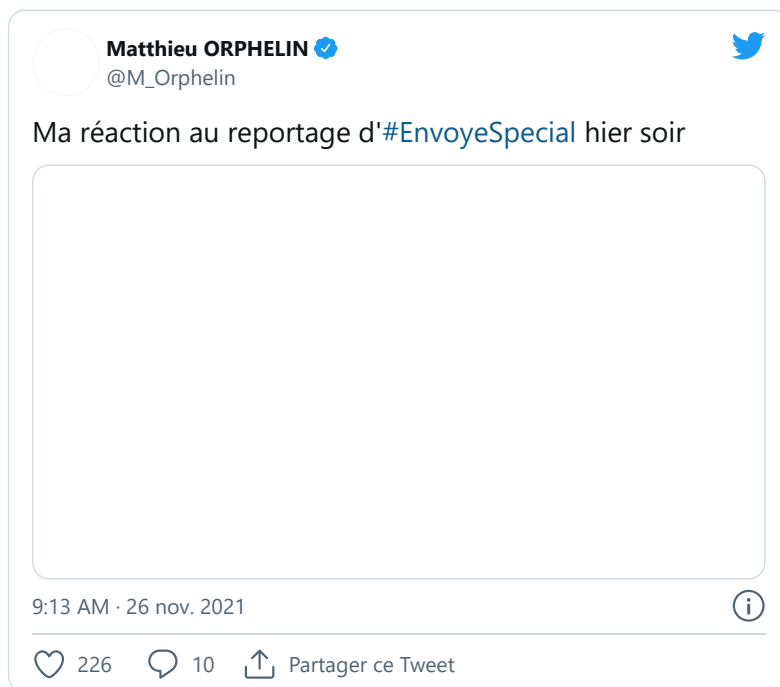 Matthieu ORPHELIN
@M_Orphelin
Ma réaction au reportage d'#EnvoyeSpecial hier soir
9:13 AM · 26 nov. 2021
226 10 Partager ce Tweet